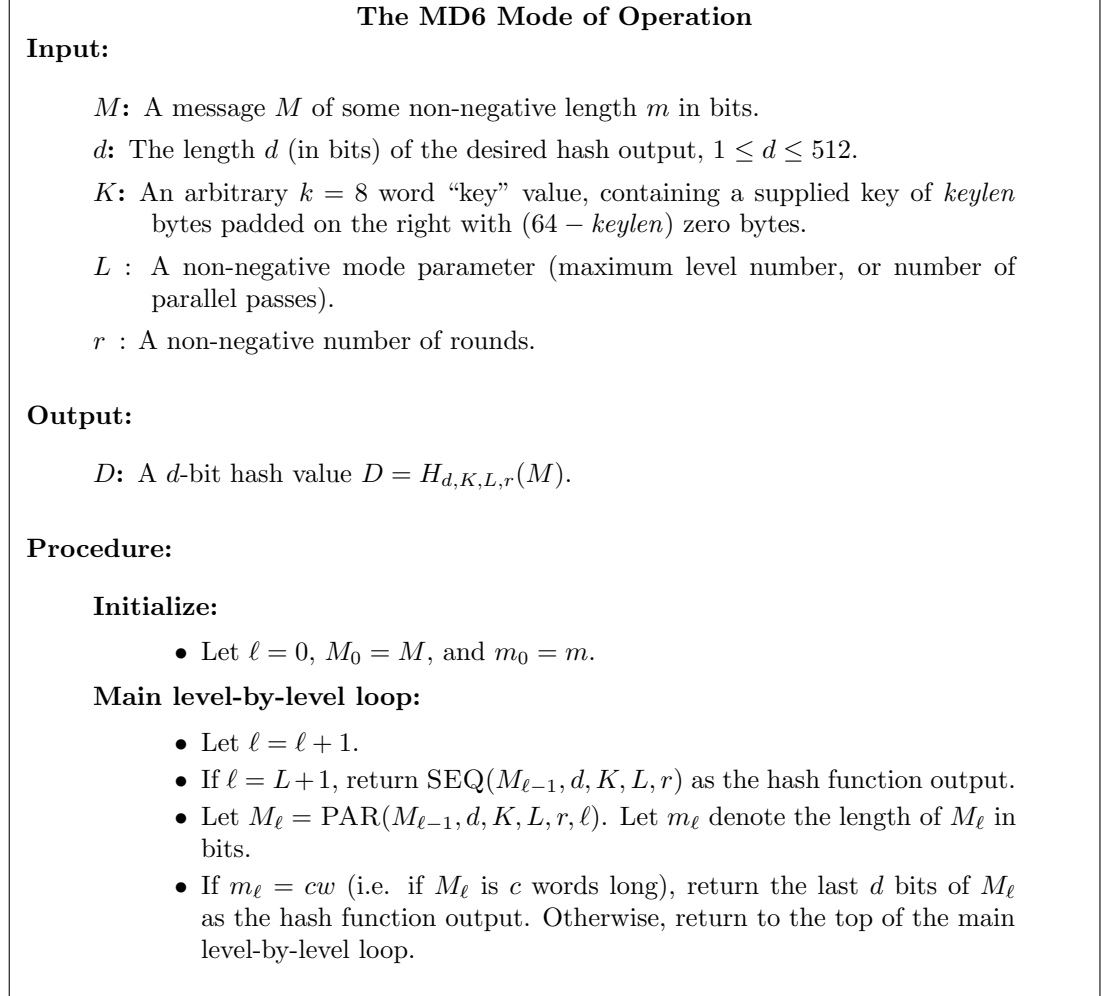 The MD6 Mode of Operation
Input:
M: A message M of some non-negative length m in bits.
d: The length d (in bits) of the desired hash output, 1 ≤ d ≤ 512.
K: An arbitrary k = 8 word “key” value, containing a supplied key of keylen
bytes padded on the right with (64 − keylen) zero bytes.
L : A non-negative mode parameter (maximum level number, or number of
parallel passes).
r : A non-negative number of rounds.
Output:
D: A d-bit hash value D = H_{d,K,L,r}(M).
Procedure:
Initialize:
• Let ℓ = 0, M_0 = M, and m_0 = m.
Main level-by-level loop:
• Let ℓ = ℓ + 1.
• If ℓ = L+1, return SEQ(M_{ℓ−1}, d, K, L, r) as the hash function output.
• Let M_ℓ = PAR(M_{ℓ−1}, d, K, L, r, ℓ). Let m_ℓ denote the length of M_ℓ in
bits.
• If m_ℓ = cw (i.e. if M_ℓ is c words long), return the last d bits of M_ℓ
as the hash function output. Otherwise, return to the top of the main
level-by-level loop.